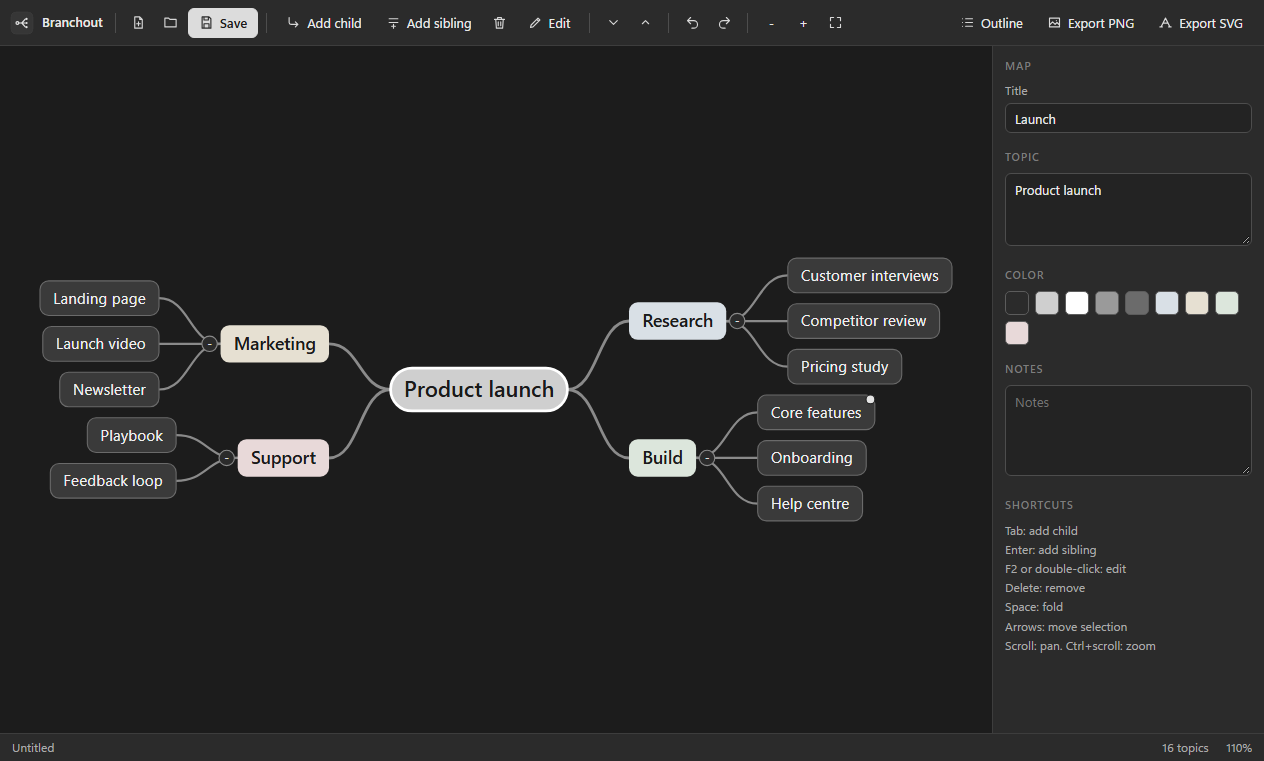 Branchout
Save
Add child
Add sibling
Edit
-
+
Outline
Export PNG
Export SVG
MAP
Title
Launch
TOPIC
Product launch
COLOR
NOTES
Notes
SHORTCUTS
Tab: add child
Enter: add sibling
F2 or double-click: edit
Delete: remove
Space: fold
Arrows: move selection
Scroll: pan. Ctrl+scroll: zoom
Product launch
Marketing
-
Landing page
Launch video
Newsletter
Support
-
Playbook
Feedback loop
Research
-
Customer interviews
Competitor review
Pricing study
Build
-
Core features
Onboarding
Help centre
Untitled
16 topics
110%